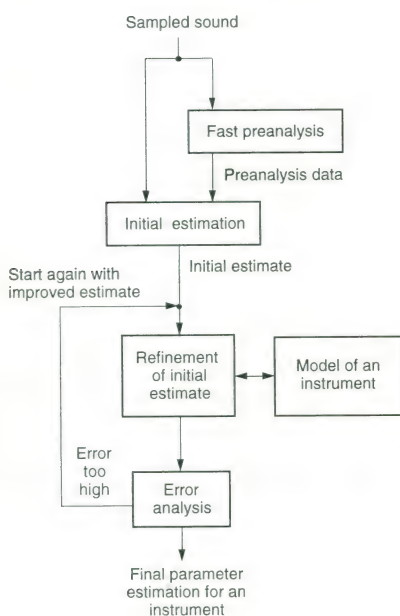 Sampled sound
Fast preanalysis
Preanalysis data
Initial estimation
Initial estimate
Start again with
improved estimate
Refinement
of initial
estimate
Model of an
instrument
Error
too
high
Error
analysis
Final parameter
estimation for an
instrument